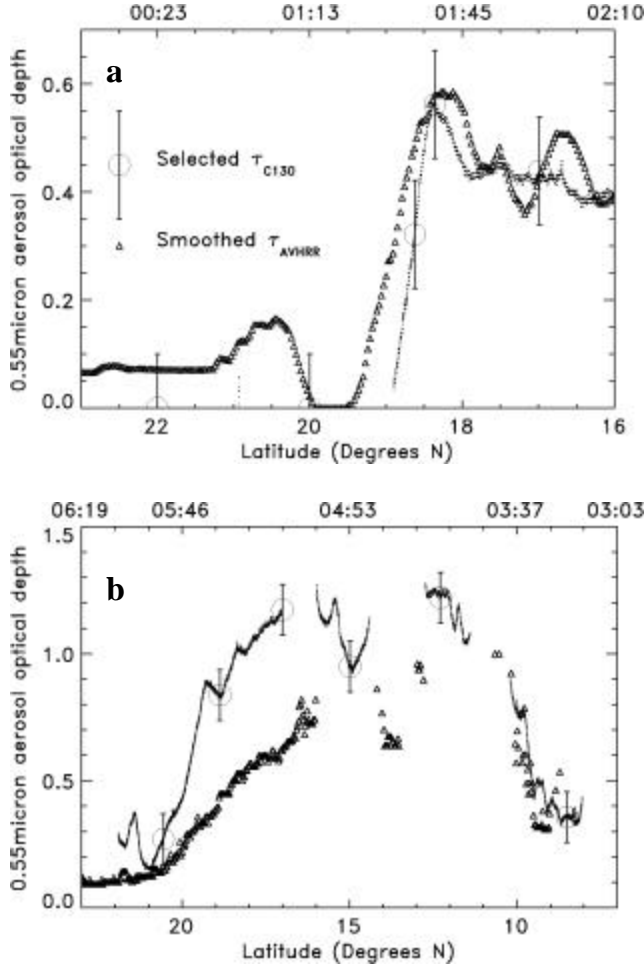 00:23 01:13 01:45 02:10
a
0.55micron aerosol optical depth
0.6
0.4
0.2
0.0
Selected τC130
Smoothed τAVHRR
22 20 18 16
Latitude (Degrees N)
06:19 05:46 04:53 03:37 03:03
b
0.55micron aerosol optical depth
1.5
1.0
0.5
0.0
20 15 10
Latitude (Degrees N)